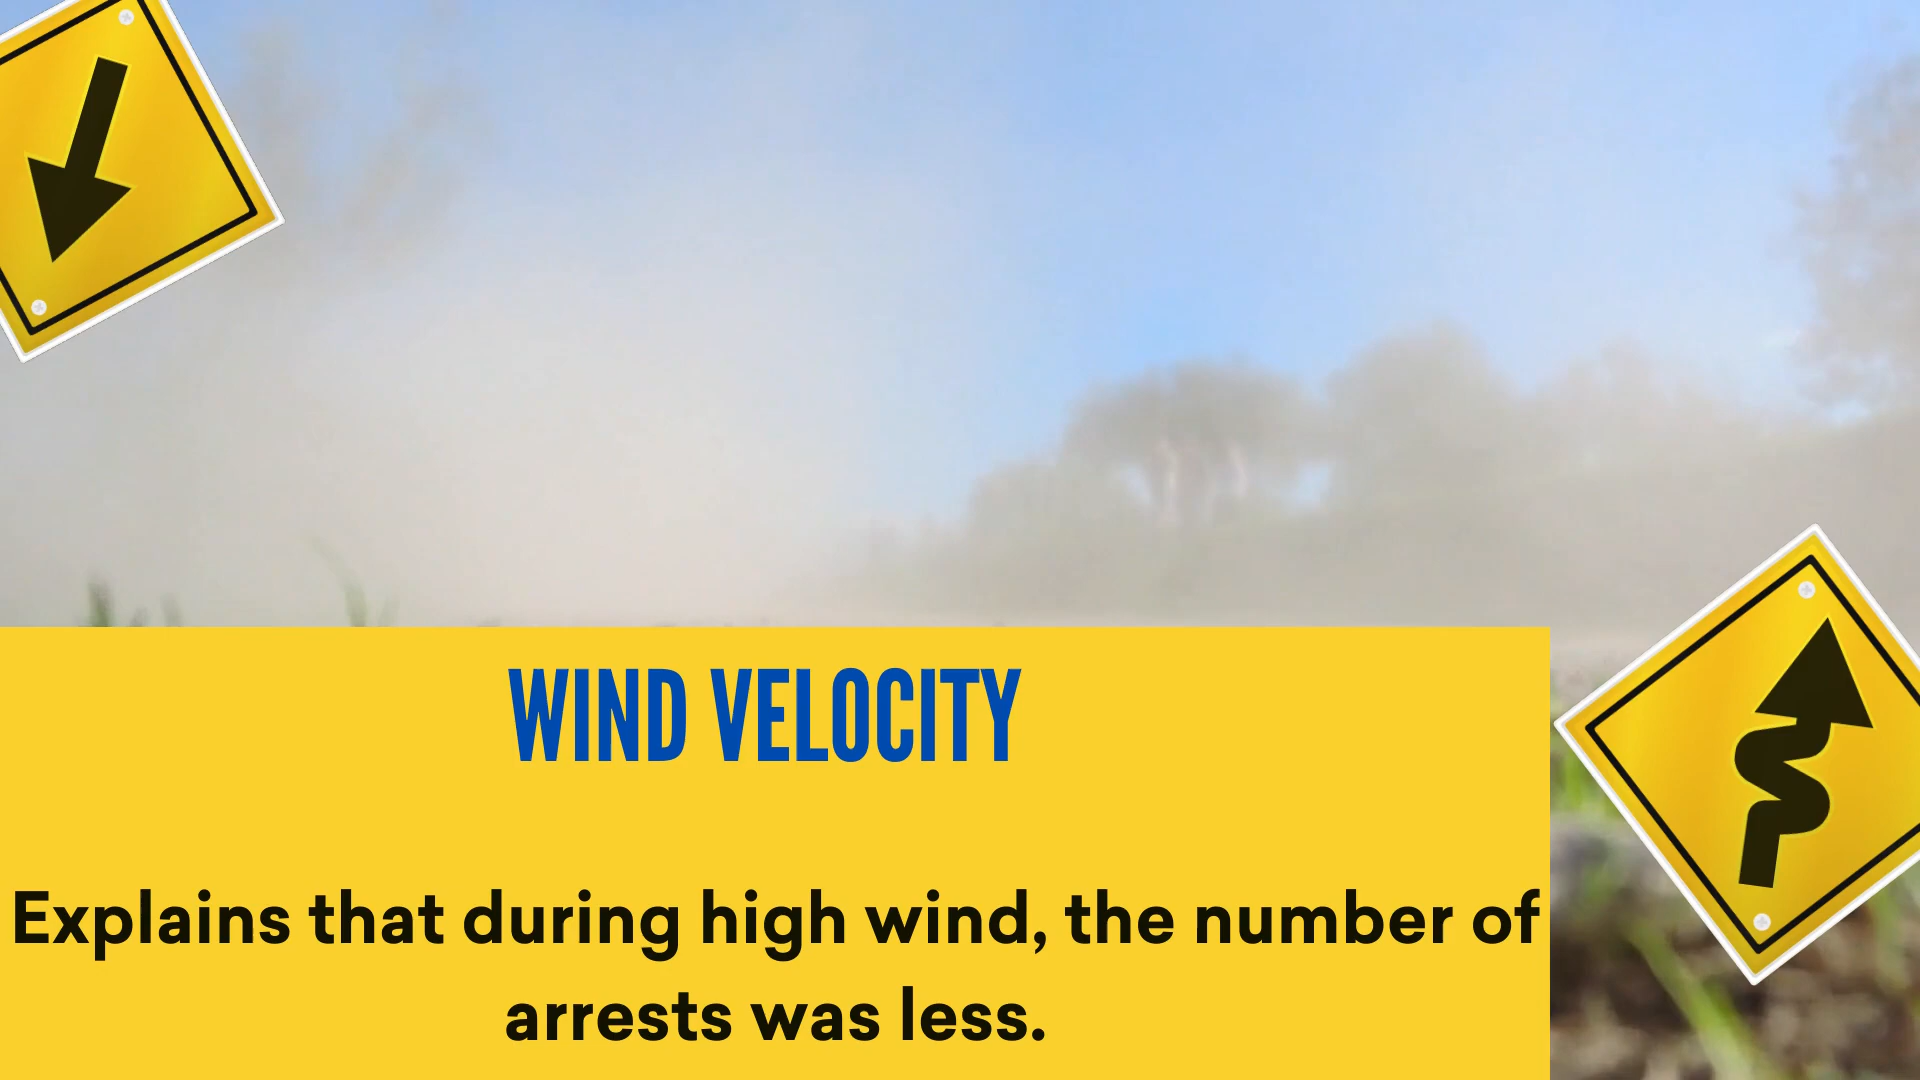 WIND VELOCITY
Explains that during high wind, the number of
arrests was less.